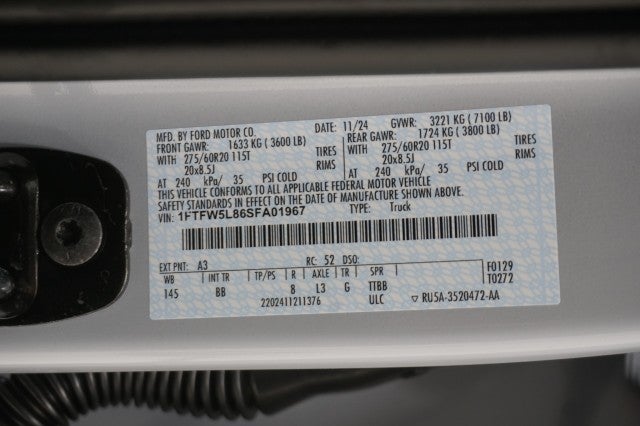 MFD. BY FORD MOTOR CO. DATE: 11/24 GVWR: 3221 KG ( 7100 LB)
FRONT GAWR: 1633 KG ( 3600 LB) REAR GAWR: 1724 KG ( 3800 LB)
WITH 275/60R20 115T TIRES WITH 275/60R20 115T TIRES
20x8.5J RIMS 20x8.5J RIMS
AT 240 kPa/ 35 PSI COLD AT 240 kPa/ 35 PSI COLD
THIS VEHICLE CONFORMS TO ALL APPLICABLE FEDERAL MOTOR VEHICLE
SAFETY STANDARDS IN EFFECT ON THE DATE OF MANUFACTURE SHOWN ABOVE.
VIN: 1FTFW5L86SFA01967 TYPE: Truck
EXT PNT: A3 RC: 52 DSO: F0129
WB INT TR TP/PS R AXLE TR SPR T0272
145 BB 8 L3 G TTBB
2202411211376 ULC ▽ RU5A-3520472-AA